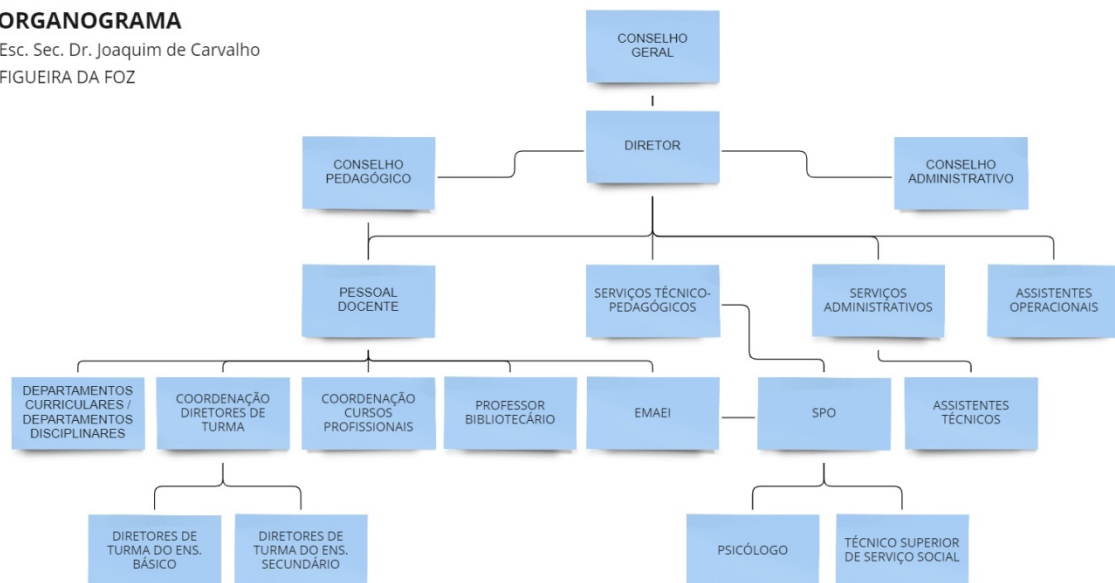 ORGANOGRAMA
Esc. Sec. Dr. Joaquim de Carvalho
FIGUEIRA DA FOZ
CONSELHO
GERAL
DIRETOR
CONSELHO
PEDAGÓGICO
CONSELHO
ADMINISTRATIVO
PESSOAL
DOCENTE
SERVIÇOS TÉCNICO-
PEDAGÓGICOS
SERVIÇOS
ADMINISTRATIVOS
ASSISTENTES
OPERACIONAIS
DEPARTAMENTOS
CURRICULARES /
DEPARTAMENTOS
DISCIPLINARES
COORDENAÇÃO
DIRETORES DE
TURMA
COORDENAÇÃO
CURSOS
PROFISSIONAIS
PROFESSOR
BIBLIOTECÁRIO
EMAEI
SPO
ASSISTENTES
TÉCNICOS
DIRETORES DE
TURMA DO ENS.
BÁSICO
DIRETORES DE
TURMA DO ENS.
SECUNDÁRIO
PSICÓLOGO
TÉCNICO SUPERIOR
DE SERVIÇO SOCIAL